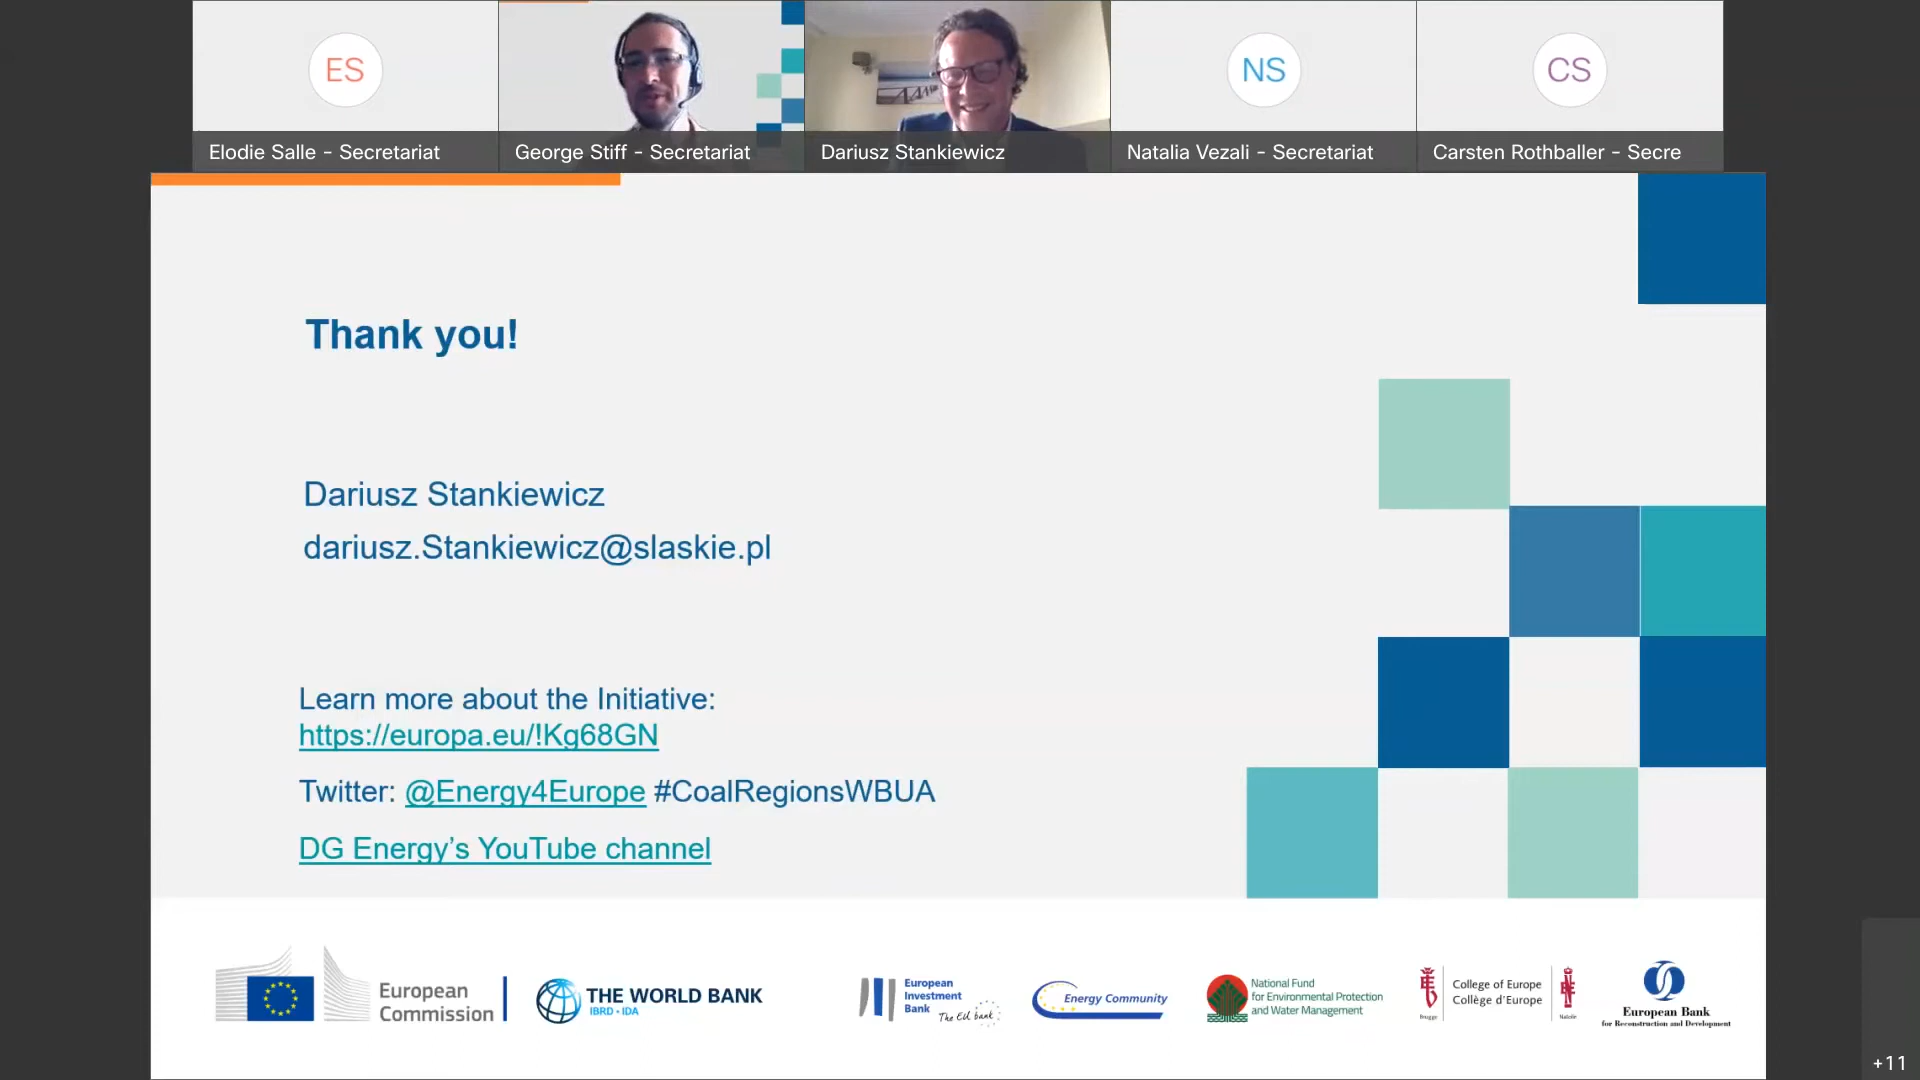 ES
NS
CS
Elodie Salle - Secretariat
George Stiff - Secretariat
Dariusz Stankiewicz
Natalia Vezali - Secretariat
Carsten Rothballer - Secre
Thank you!
Dariusz Stankiewicz
dariusz.Stankiewicz@slaskie.pl
Learn more about the Initiative:
https://europa.eu/!Kg68GN
Twitter: @Energy4Europe #CoalRegionsWBUA
DG Energy’s YouTube channel
European
Commission
THE WORLD BANK
IBRD • IDA
European
Investment
Bank
The EU bank
Energy Community
National Fund
for Environmental Protection
and Water Management
College of Europe
Collège d'Europe
Brugge
Natolin
European Bank
for Reconstruction and Development
+11